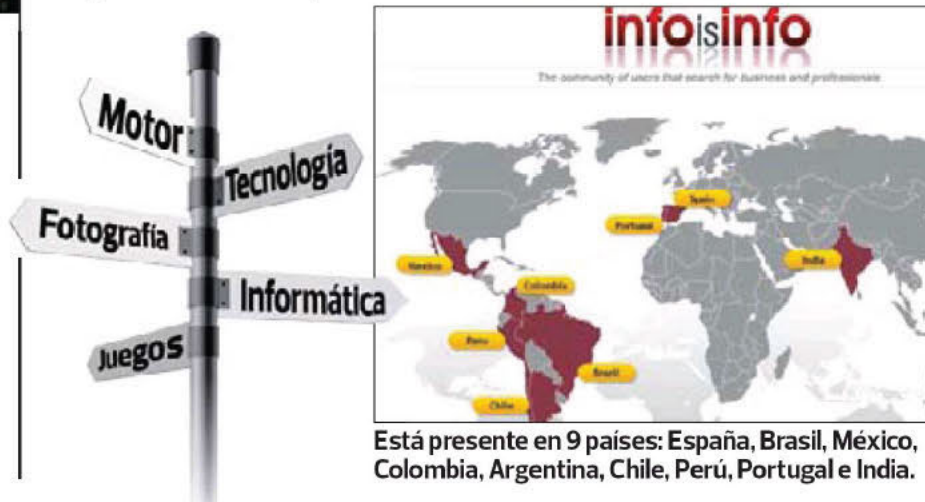 Motor
Tecnología
Fotografía
Informática
Juegos
infoisinfo
The community of users that search for business and professionals
Spain
Portugal
Mexico
India
Colombia
Peru
Brazil
Chile
Está presente en 9 países: España, Brasil, México,
Colombia, Argentina, Chile, Perú, Portugal e India.